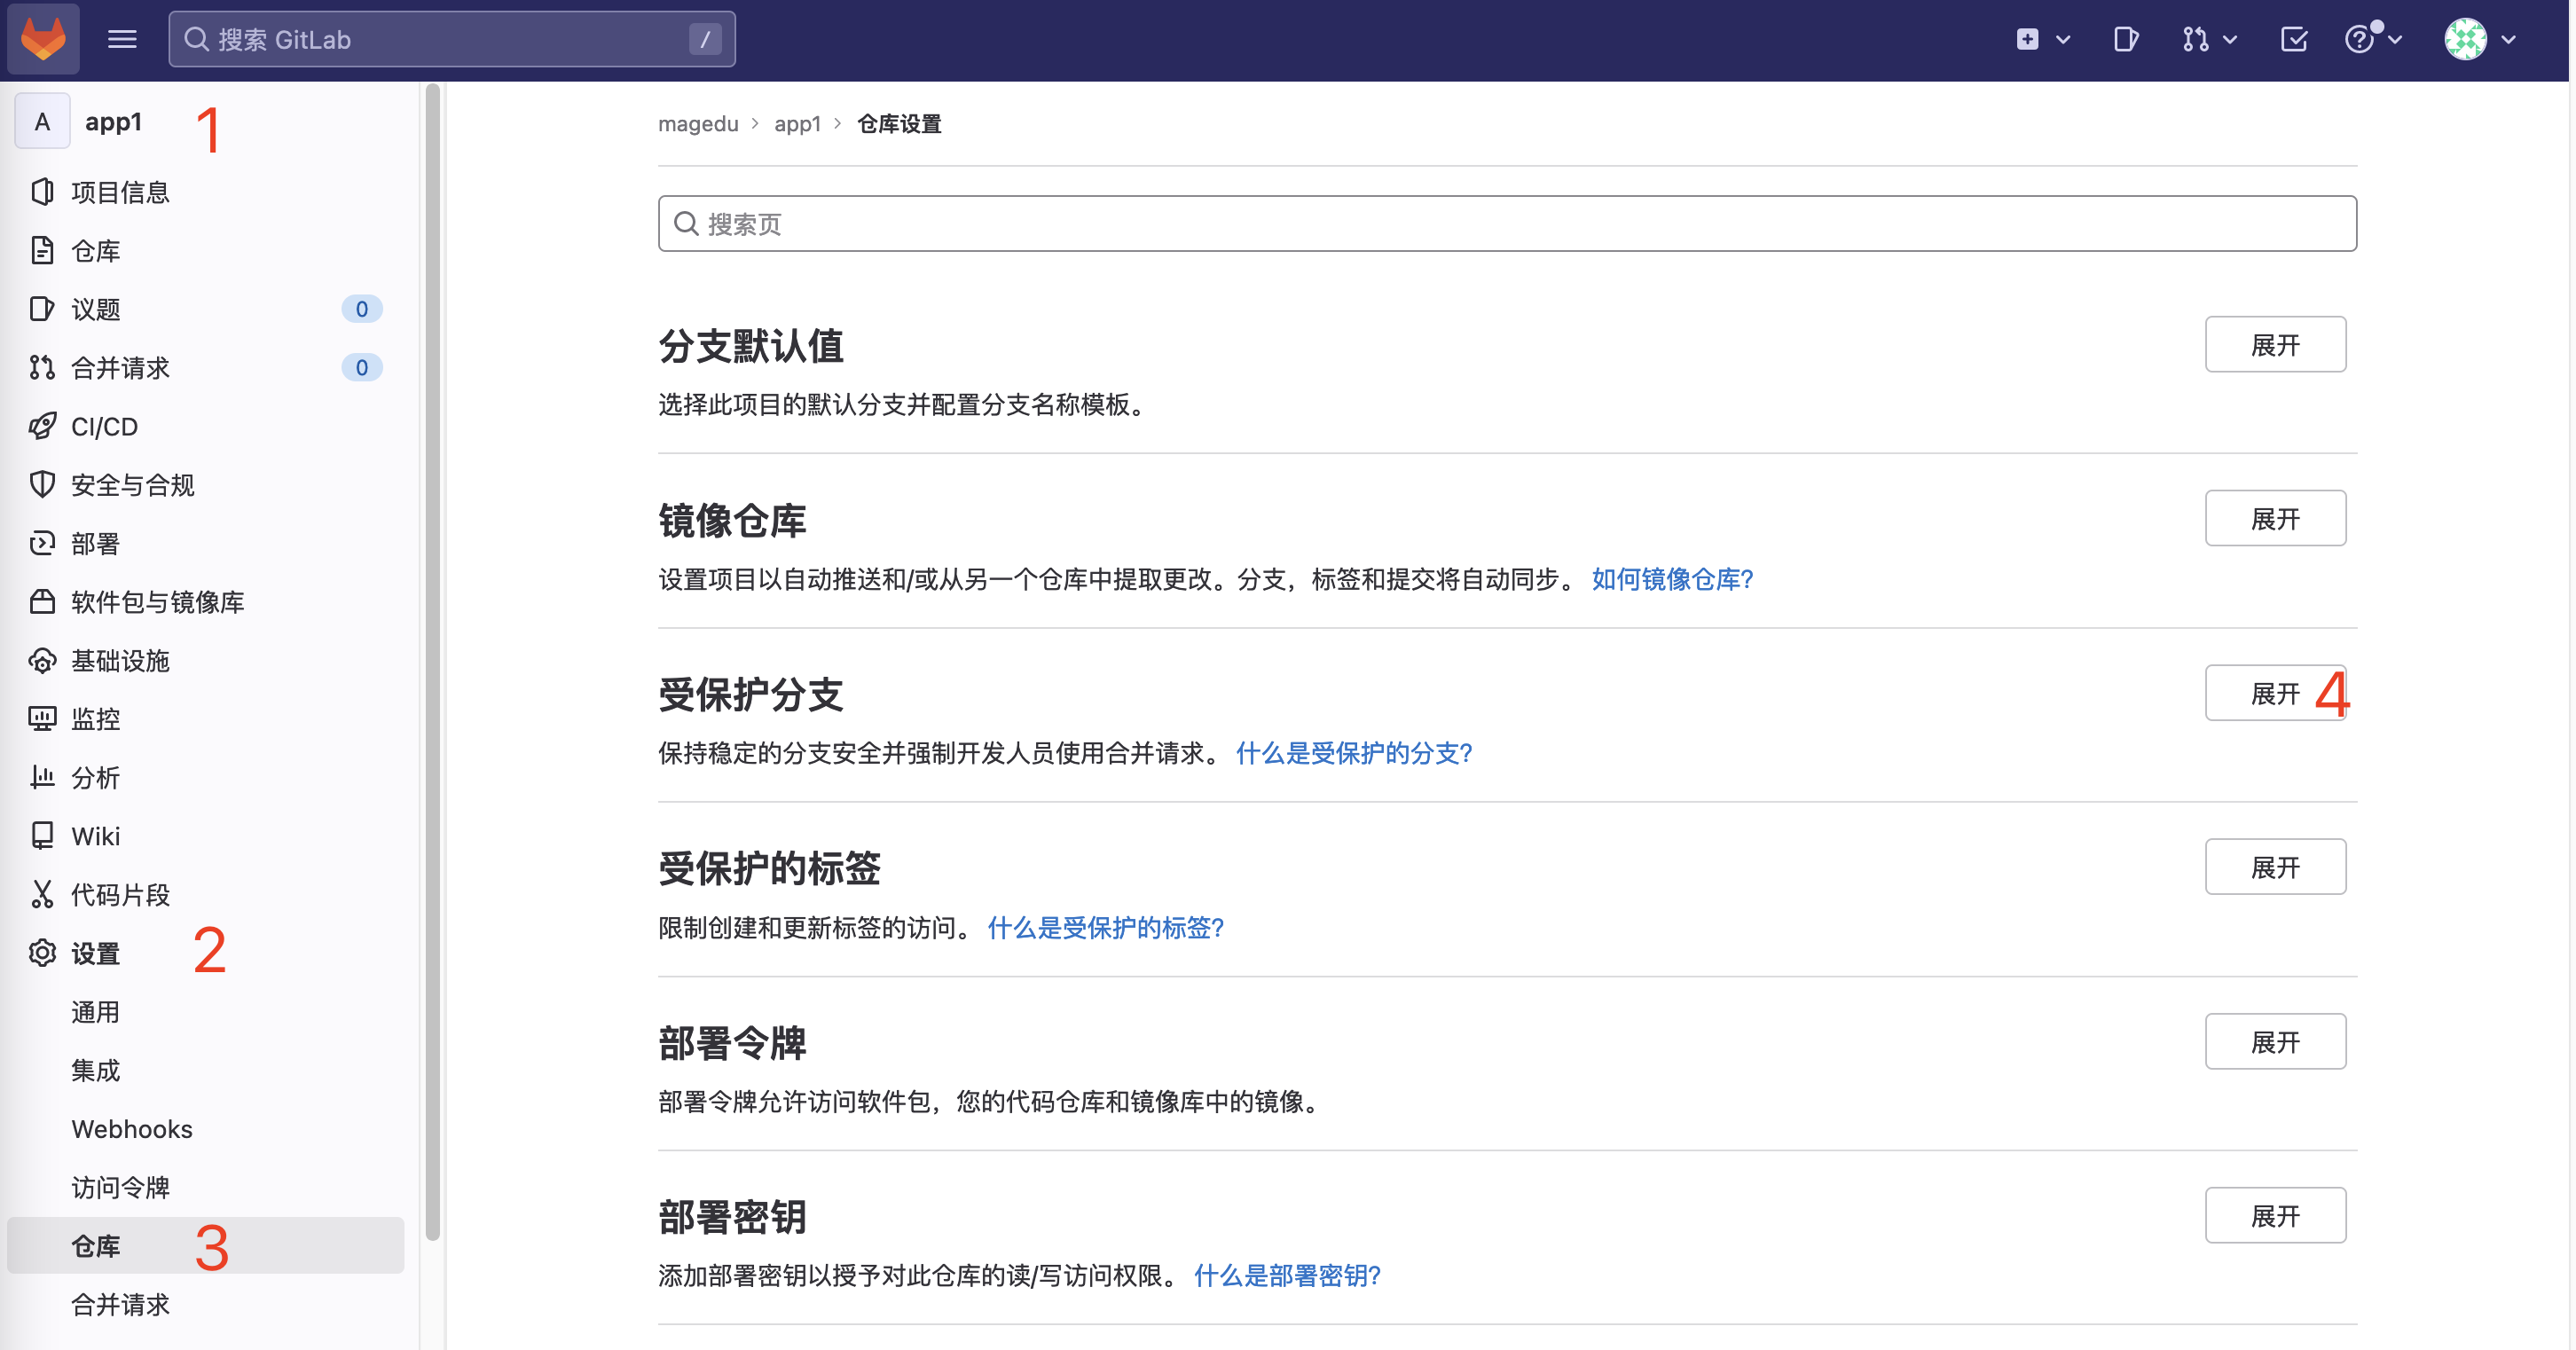 搜索 GitLab /
A app1 1
项目信息
仓库
议题 0
合并请求 0
CI/CD
安全与合规
部署
软件包与镜像库
基础设施
监控
分析
Wiki
代码片段
设置 2
通用
集成
Webhooks
访问令牌
仓库 3
合并请求
magedu > app1 > 仓库设置
搜索页
分支默认值 展开
选择此项目的默认分支并配置分支名称模板。
镜像仓库 展开
设置项目以自动推送和/或从另一个仓库中提取更改。分支，标签和提交将自动同步。 如何镜像仓库?
受保护分支 展开 4
保持稳定的分支安全并强制开发人员使用合并请求。 什么是受保护的分支?
受保护的标签 展开
限制创建和更新标签的访问。 什么是受保护的标签?
部署令牌 展开
部署令牌允许访问软件包，您的代码仓库和镜像库中的镜像。
部署密钥 展开
添加部署密钥以授予对此仓库的读/写访问权限。 什么是部署密钥?